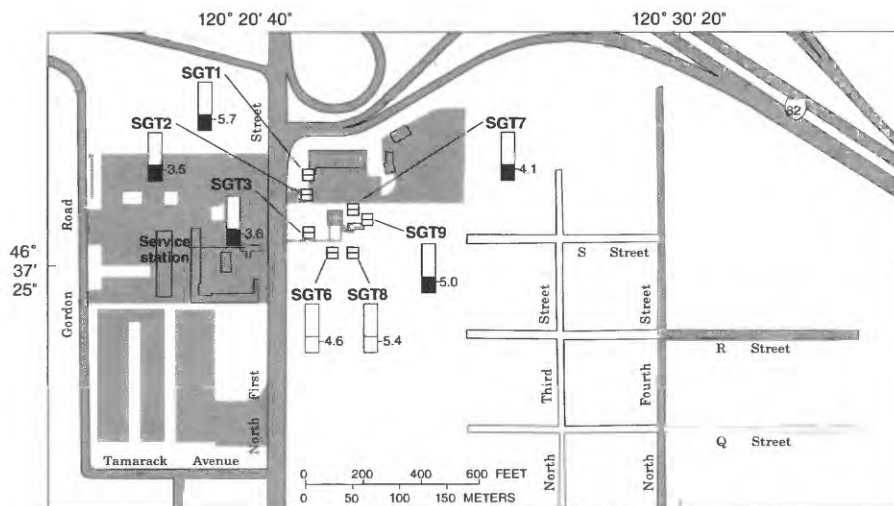 120° 20' 40"
120° 30' 20"
SGT1
5.7
Street
SGT2
3.5
SGT7
4.1
82
SGT3
3.6
Road
Service
station
SGT9
5.0
46°
37'
25"
S Street
SGT6
4.6
SGT8
5.4
Gordon
Street
Street
R Street
First
Third
Fourth
North
Q Street
Tamarack Avenue
North
North
0 200 400 600 FEET
0 50 100 150 METERS